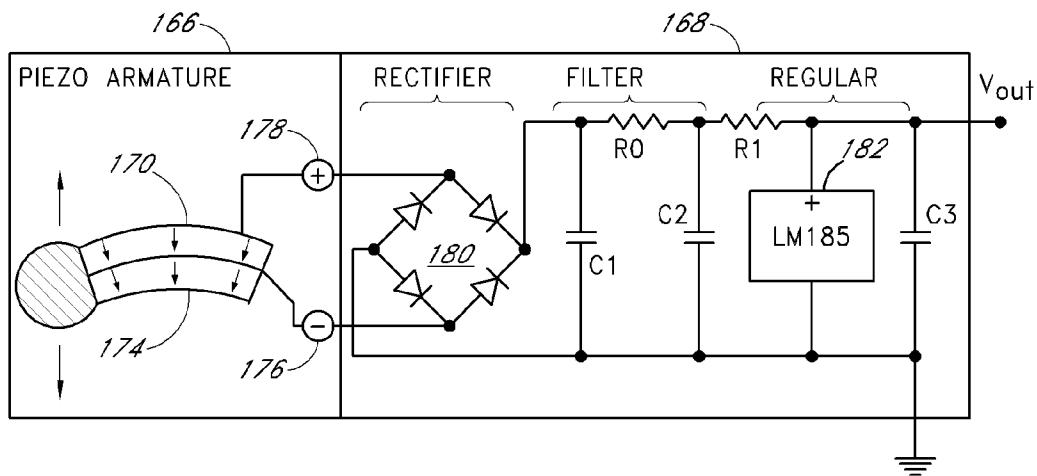 166
168
PIEZO ARMATURE
RECTIFIER
FILTER
REGULAR
Vout
178
+
R0
R1
182
170
+
LM185
C2
C3
180
C1
−
174
176